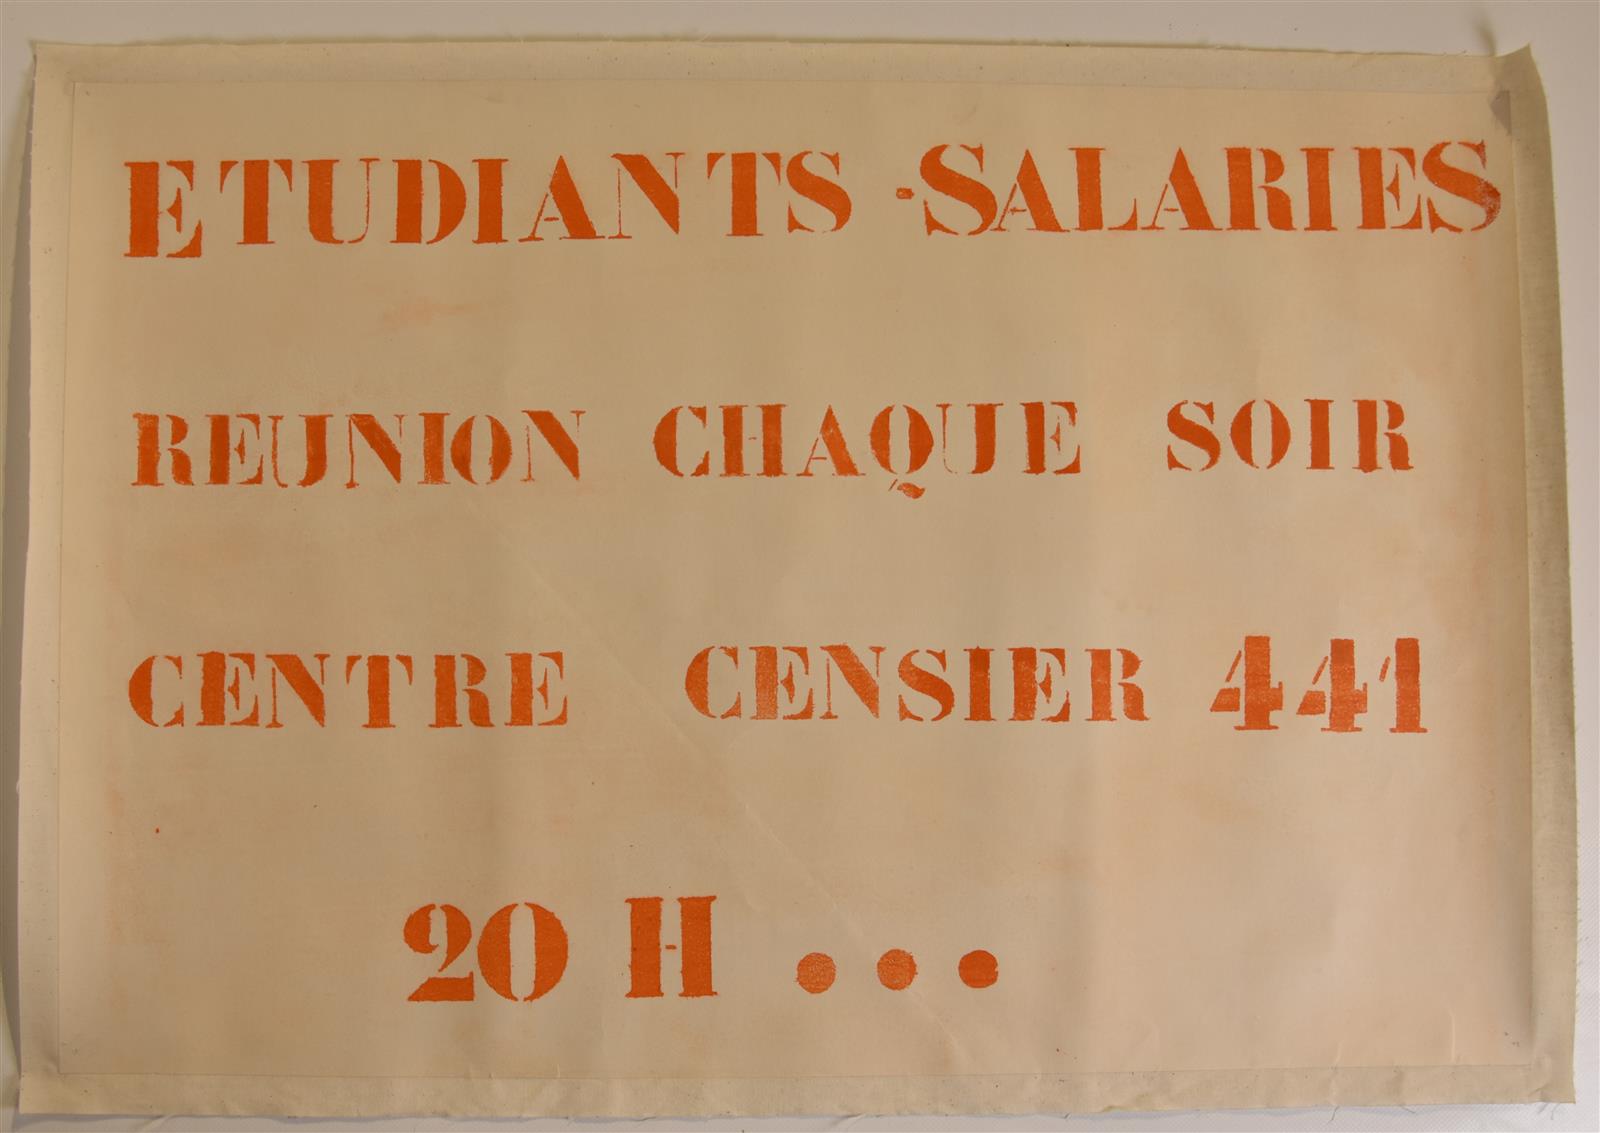 ETUDIANTS -SALARIES
REUNION CHAQUE SOIR
CENTRE CENSIER 441
20 H ...